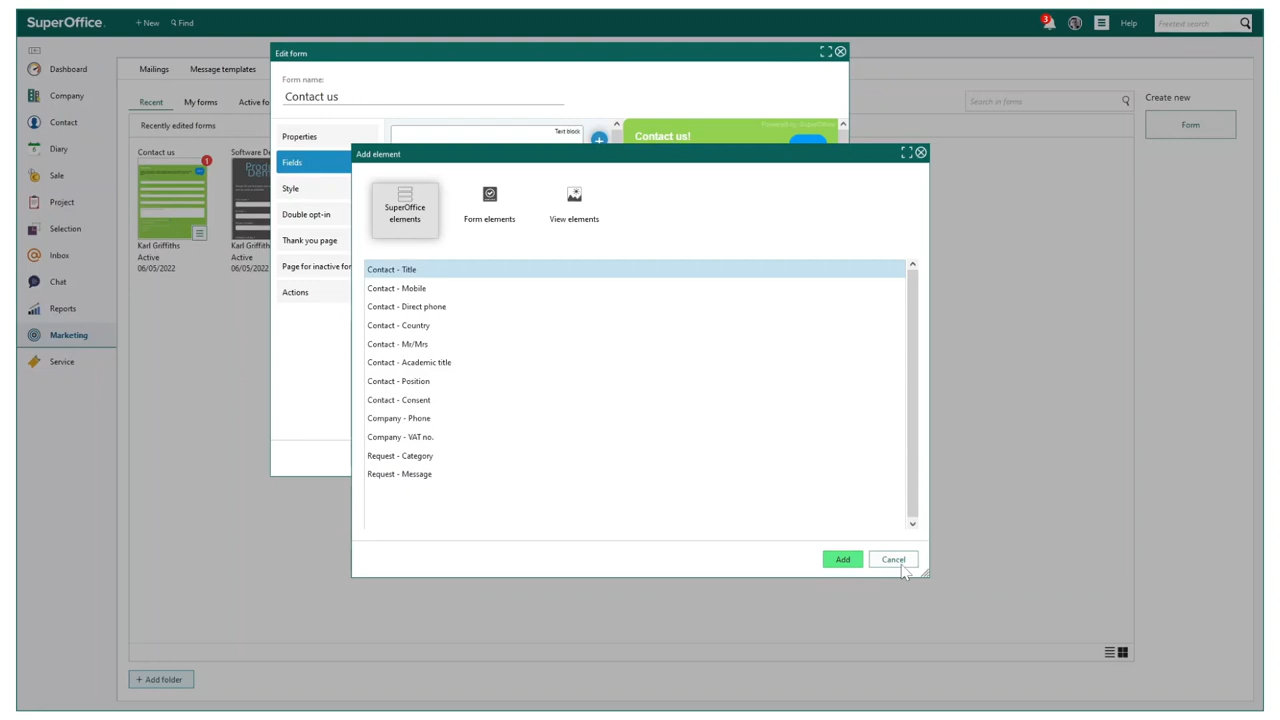 SuperOffice.
+ New
Find
3
Help
Freetext search
Dashboard
Company
Contact
Diary
6
Sale
Project
Selection
Inbox
Chat
Reports
Marketing
Service
Mailings
Message templates
Recent
My forms
Active fo
Search in forms
Recently edited forms
Contact us
1
Karl Griffiths
Active
06/05/2022
Software De
Karl Griffith
Active
06/05/2022
+ Add folder
Create new
Form
Edit form
Form name:
Contact us
Properties
Fields
Style
Double opt-in
Thank you page
Page for inactive for
Actions
Text block
Powered by SuperOffice
Contact us!
Add element
SuperOffice
elements
Form elements
View elements
Contact - Title
Contact - Mobile
Contact - Direct phone
Contact - Country
Contact - Mr/Mrs
Contact - Academic title
Contact - Position
Contact - Consent
Company - Phone
Company - VAT no.
Request - Category
Request - Message
Add
Cancel